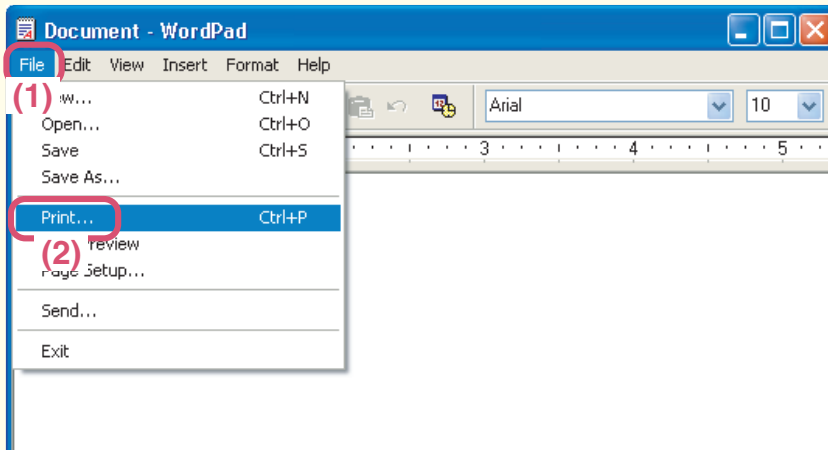 Document - WordPad
File Edit View Insert Format Help
(1) w... Ctrl+N
Arial 10
Open... Ctrl+O
Save Ctrl+S
3 4 5
Save As...
Print... Ctrl+P
(2) review
Setup...
Send...
Exit